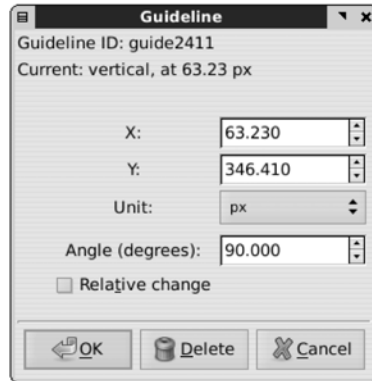 Guideline
Guideline ID: guide2411
Current: vertical, at 63.23 px
X: 63.230
Y: 346.410
Unit: px
Angle (degrees): 90.000
Relative change
OK Delete Cancel